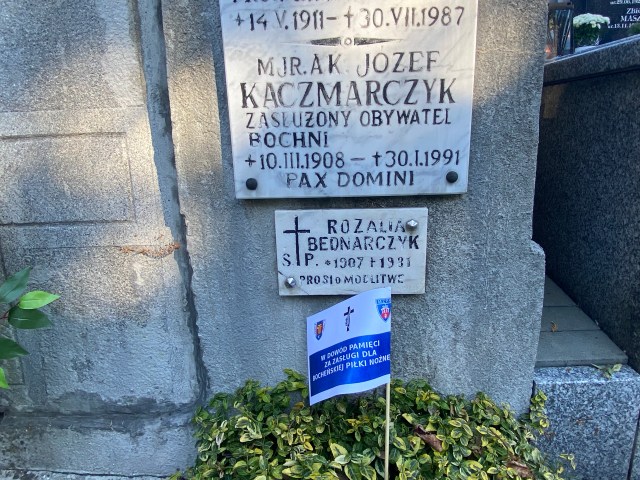 +14.V.1911- +30.VII.1987
MJR.AK JOZEF
KACZMARCZYK
ZASŁUŻONY OBYWATEL
BOCHNI
+10.III.1908- +30.I.1991
PAX DOMINI
ROZALIA
BEDNARCZYK
Ś P. *1907 +1981
PROSI O MODLITWĘ
W DOWÓD PAMIĘCI
ZA ZASŁUGI DLA
BOCHEŃSKIEJ PIŁKI NOŻNEJ